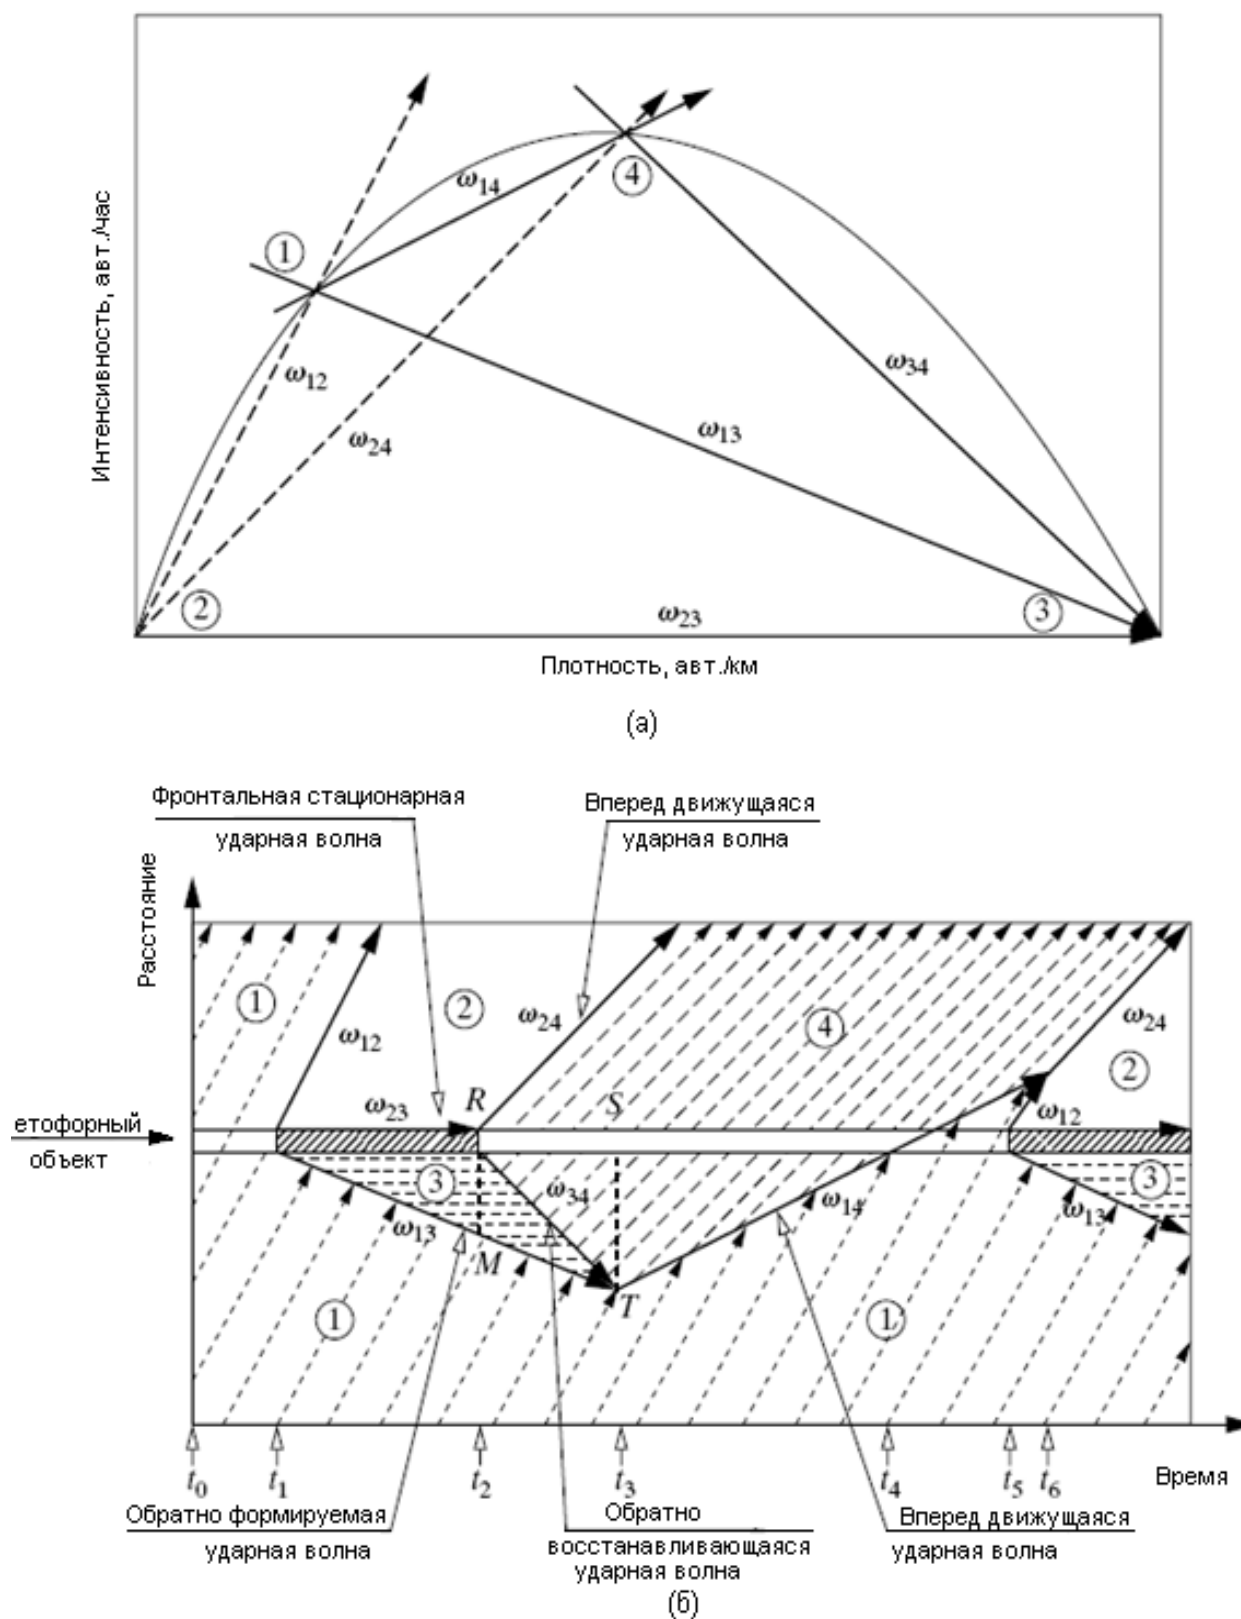 Интенсивность, авт./час
1
ω14
4
ω12
ω24
ω34
ω13
2
ω23
3
Плотность, авт./км
(а)
Фронтальная стационарная
ударная волна
Вперед движущаяся
ударная волна
Расстояние
1
2
ω12
ω24
4
ω24
2
ω23
R
S
ω12
етофорный
объект
3
ω34
ω13
M
T
ω14
3
ω13
1
1
t0
t1
t2
t3
t4
t5
t6
Время
Обратно формируемая
ударная волна
Обратно
восстанавливающаяся
ударная волна
Вперед движущаяся
ударная волна
(б)